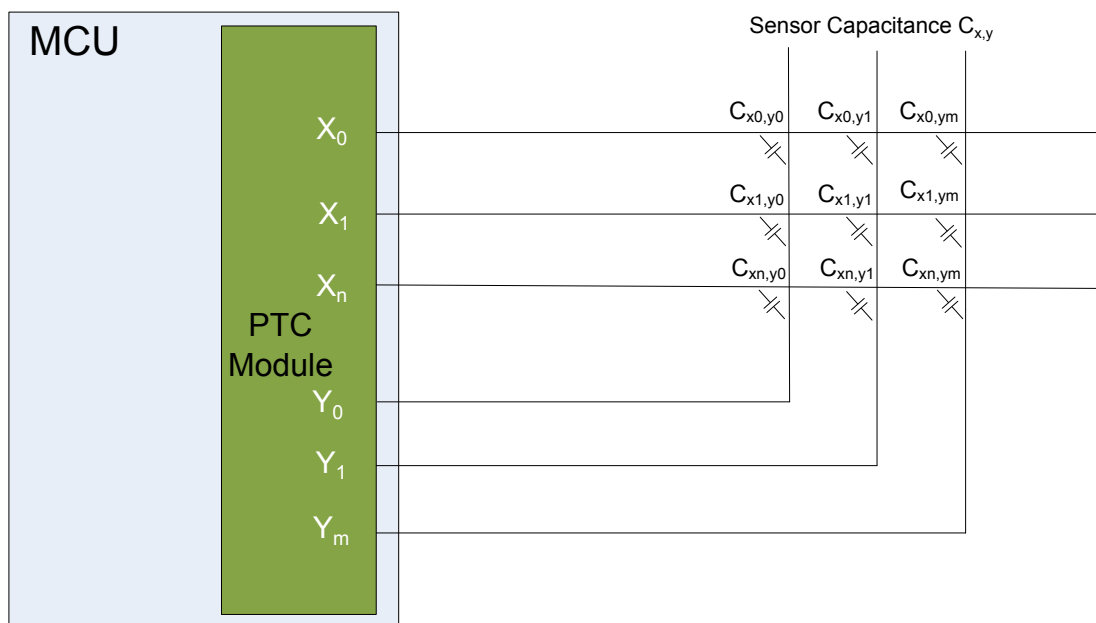 MCU
Sensor Capacitance Cx,y
X0
Cx0,y0 Cx0,y1 Cx0,ym
X1
Cx1,y0 Cx1,y1 Cx1,ym
Xn
Cxn,y0 Cxn,y1 Cxn,ym
PTC
Module
Y0
Y1
Ym